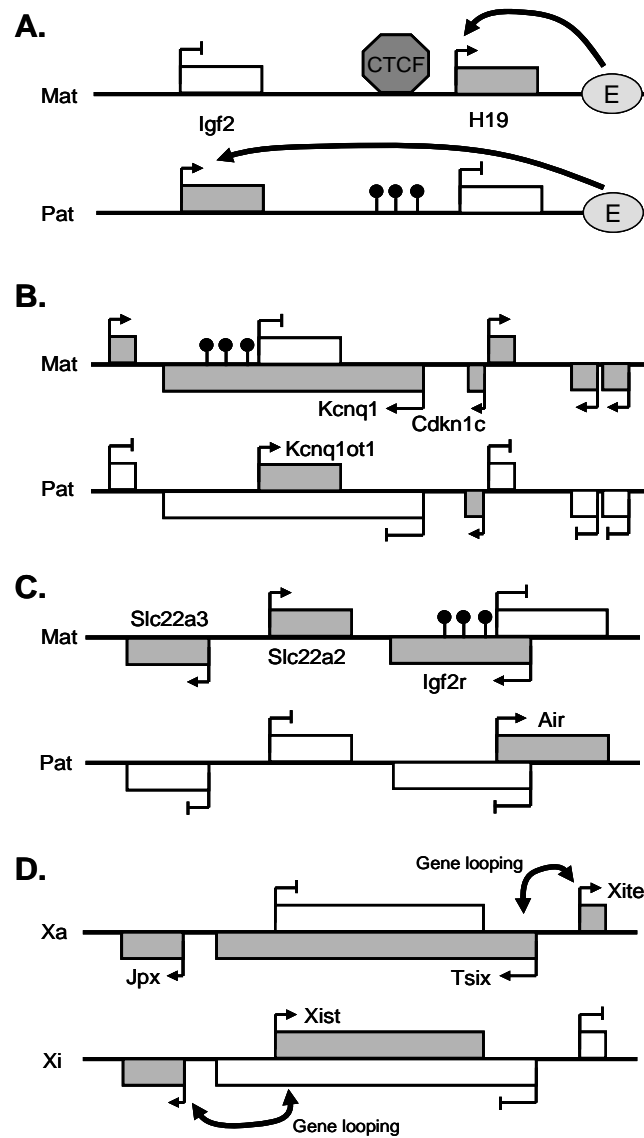 A.
CTCF
E
Mat
Igf2
H19
Pat
E
B.
Mat
Kcnq1
Cdkn1c
Kcnq1ot1
Pat
C.
Slc22a3
Mat
Slc22a2
Igf2r
Air
Pat
D.
Gene looping
Xite
Xa
Jpx
Tsix
Xist
Xi
Gene looping